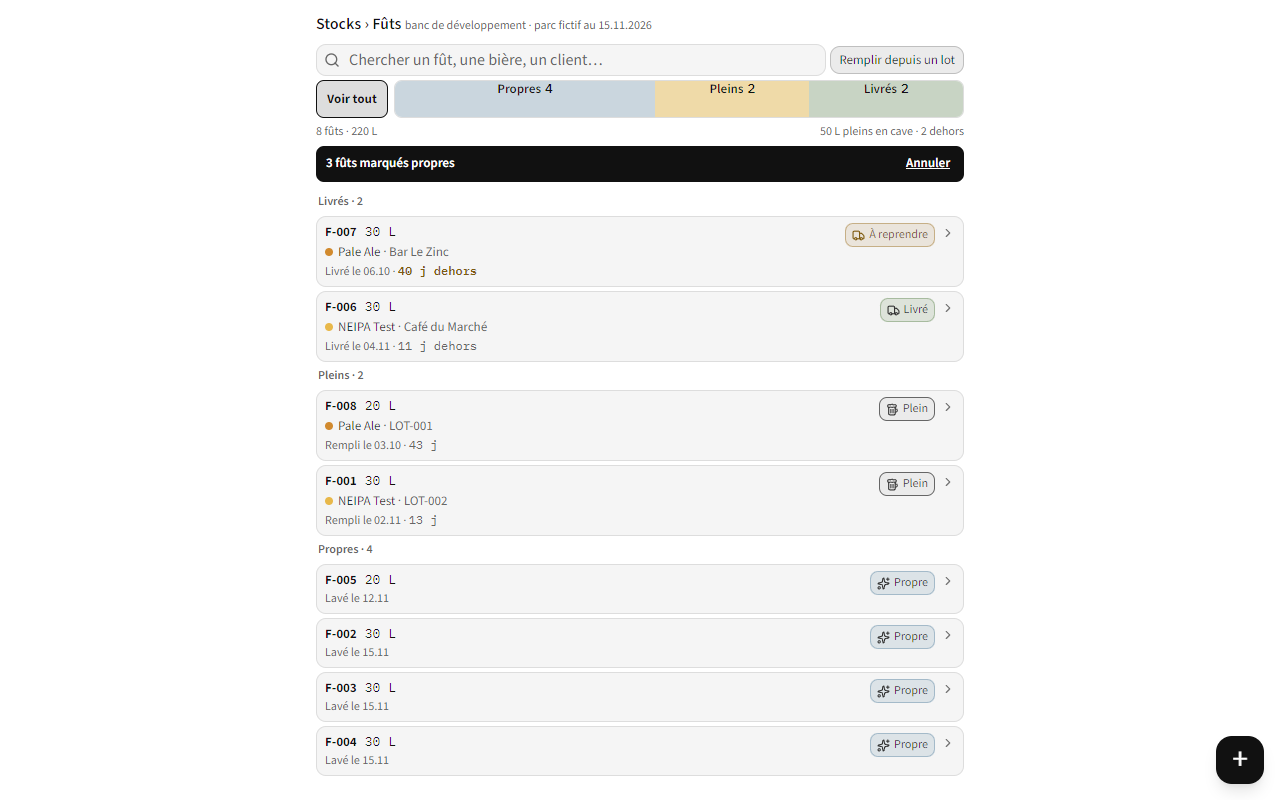 Stocks › Fûts banc de développement · parc fictif au 15.11.2026
Chercher un fût, une bière, un client…
Remplir depuis un lot
Voir tout
Propres 4
Pleins 2
Livrés 2
8 fûts · 220 L
50 L pleins en cave · 2 dehors
3 fûts marqués propres
Annuler
Livrés · 2
F-007 30 L
À reprendre
Pale Ale · Bar Le Zinc
Livré le 06.10 · 40 j dehors
F-006 30 L
Livré
NEIPA Test · Café du Marché
Livré le 04.11 · 11 j dehors
Pleins · 2
F-008 20 L
Plein
Pale Ale · LOT-001
Rempli le 03.10 · 43 j
F-001 30 L
Plein
NEIPA Test · LOT-002
Rempli le 02.11 · 13 j
Propres · 4
F-005 20 L
Propre
Lavé le 12.11
F-002 30 L
Propre
Lavé le 15.11
F-003 30 L
Propre
Lavé le 15.11
F-004 30 L
Propre
Lavé le 15.11
+